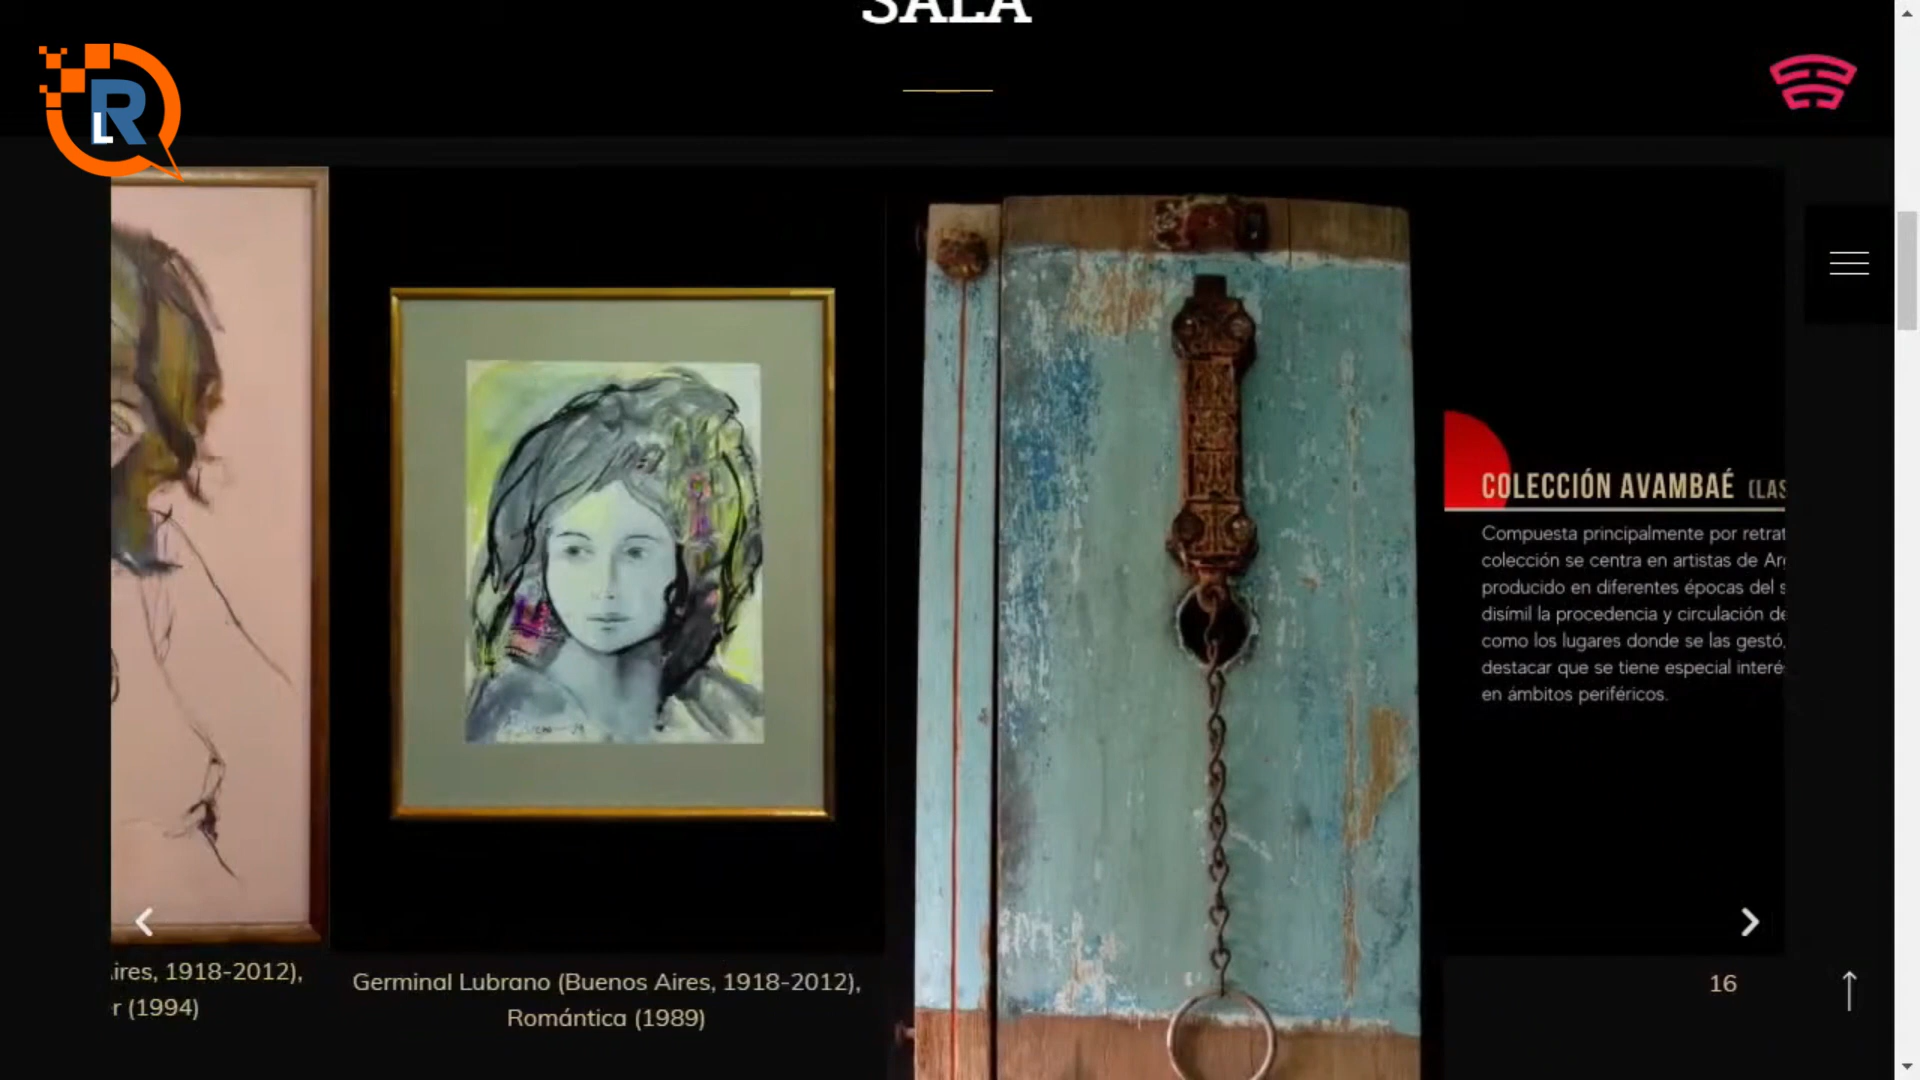 SALA
LR
COLECCIÓN AVAMBAÉ (LAS
Compuesta principalmente por retrat
colección se centra en artistas de Ar
producido en diferentes épocas del s
disímil la procedencia y circulación de
como los lugares donde se las gestó,
destacar que se tiene especial interé
en ámbitos periféricos.
ires, 1918-2012),
r (1994)
Germinal Lubrano (Buenos Aires, 1918-2012),
Romántica (1989)
16